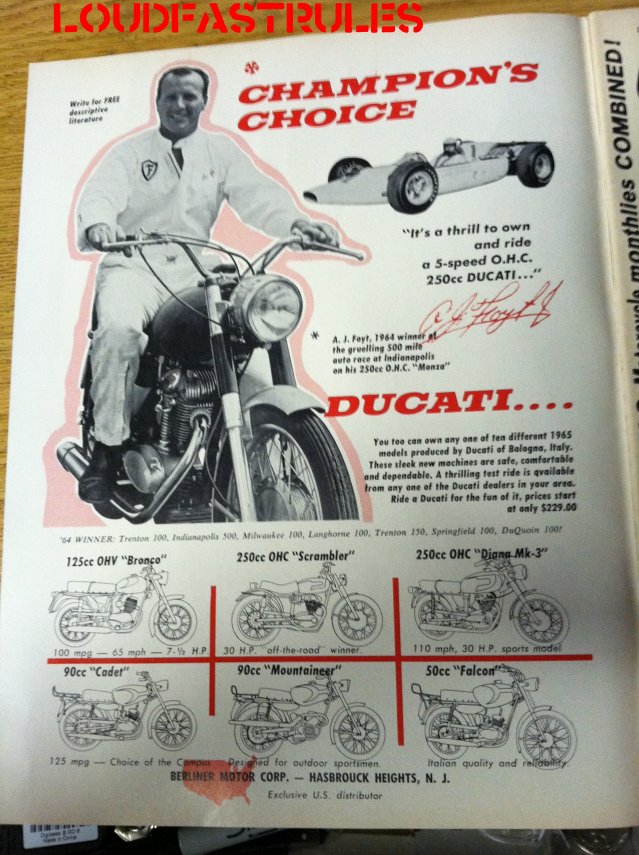 LOUDFASTRULES
Write for FREE
descriptive
literature
* CHAMPION'S
CHOICE
"It's a thrill to own
and ride
a 5-speed O.H.C.
250cc DUCATI..."
A. J. Foyt
* A. J. Foyt, 1964 winner of
the gruelling 500 mile
auto race at Indianapolis
on his 250cc O.H.C. "Monza"
DUCATI....
You too can own any one of ten different 1965
models produced by Ducati of Bologna, Italy.
These sleek new machines are safe, comfortable
and dependable. A thrilling test ride is available
from any one of the Ducati dealers in your area.
Ride a Ducati for the fun of it, prices start
at only $229.00
'64 WINNER: Trenton 100, Indianapolis 500, Milwaukee 100, Langhorne 100, Trenton 150, Springfield 100, DuQuoin 100!
125cc OHV "Bronco"
100 mpg — 65 mph — 7-½ H.P.
250cc OHC "Scrambler"
30 H.P. "off-the-road" winner.
250cc OHC "Diana Mk-3"
110 mph, 30 H.P. sports model
90cc "Cadet"
125 mpg — Choice of the Campus
90cc "Mountaineer"
Designed for outdoor sportsmen.
50cc "Falcon"
Italian quality and reliability.
BERLINER MOTOR CORP. — HASBROUCK HEIGHTS, N. J.
Exclusive U.S. distributor
monthlies COMBINED!
Made in China